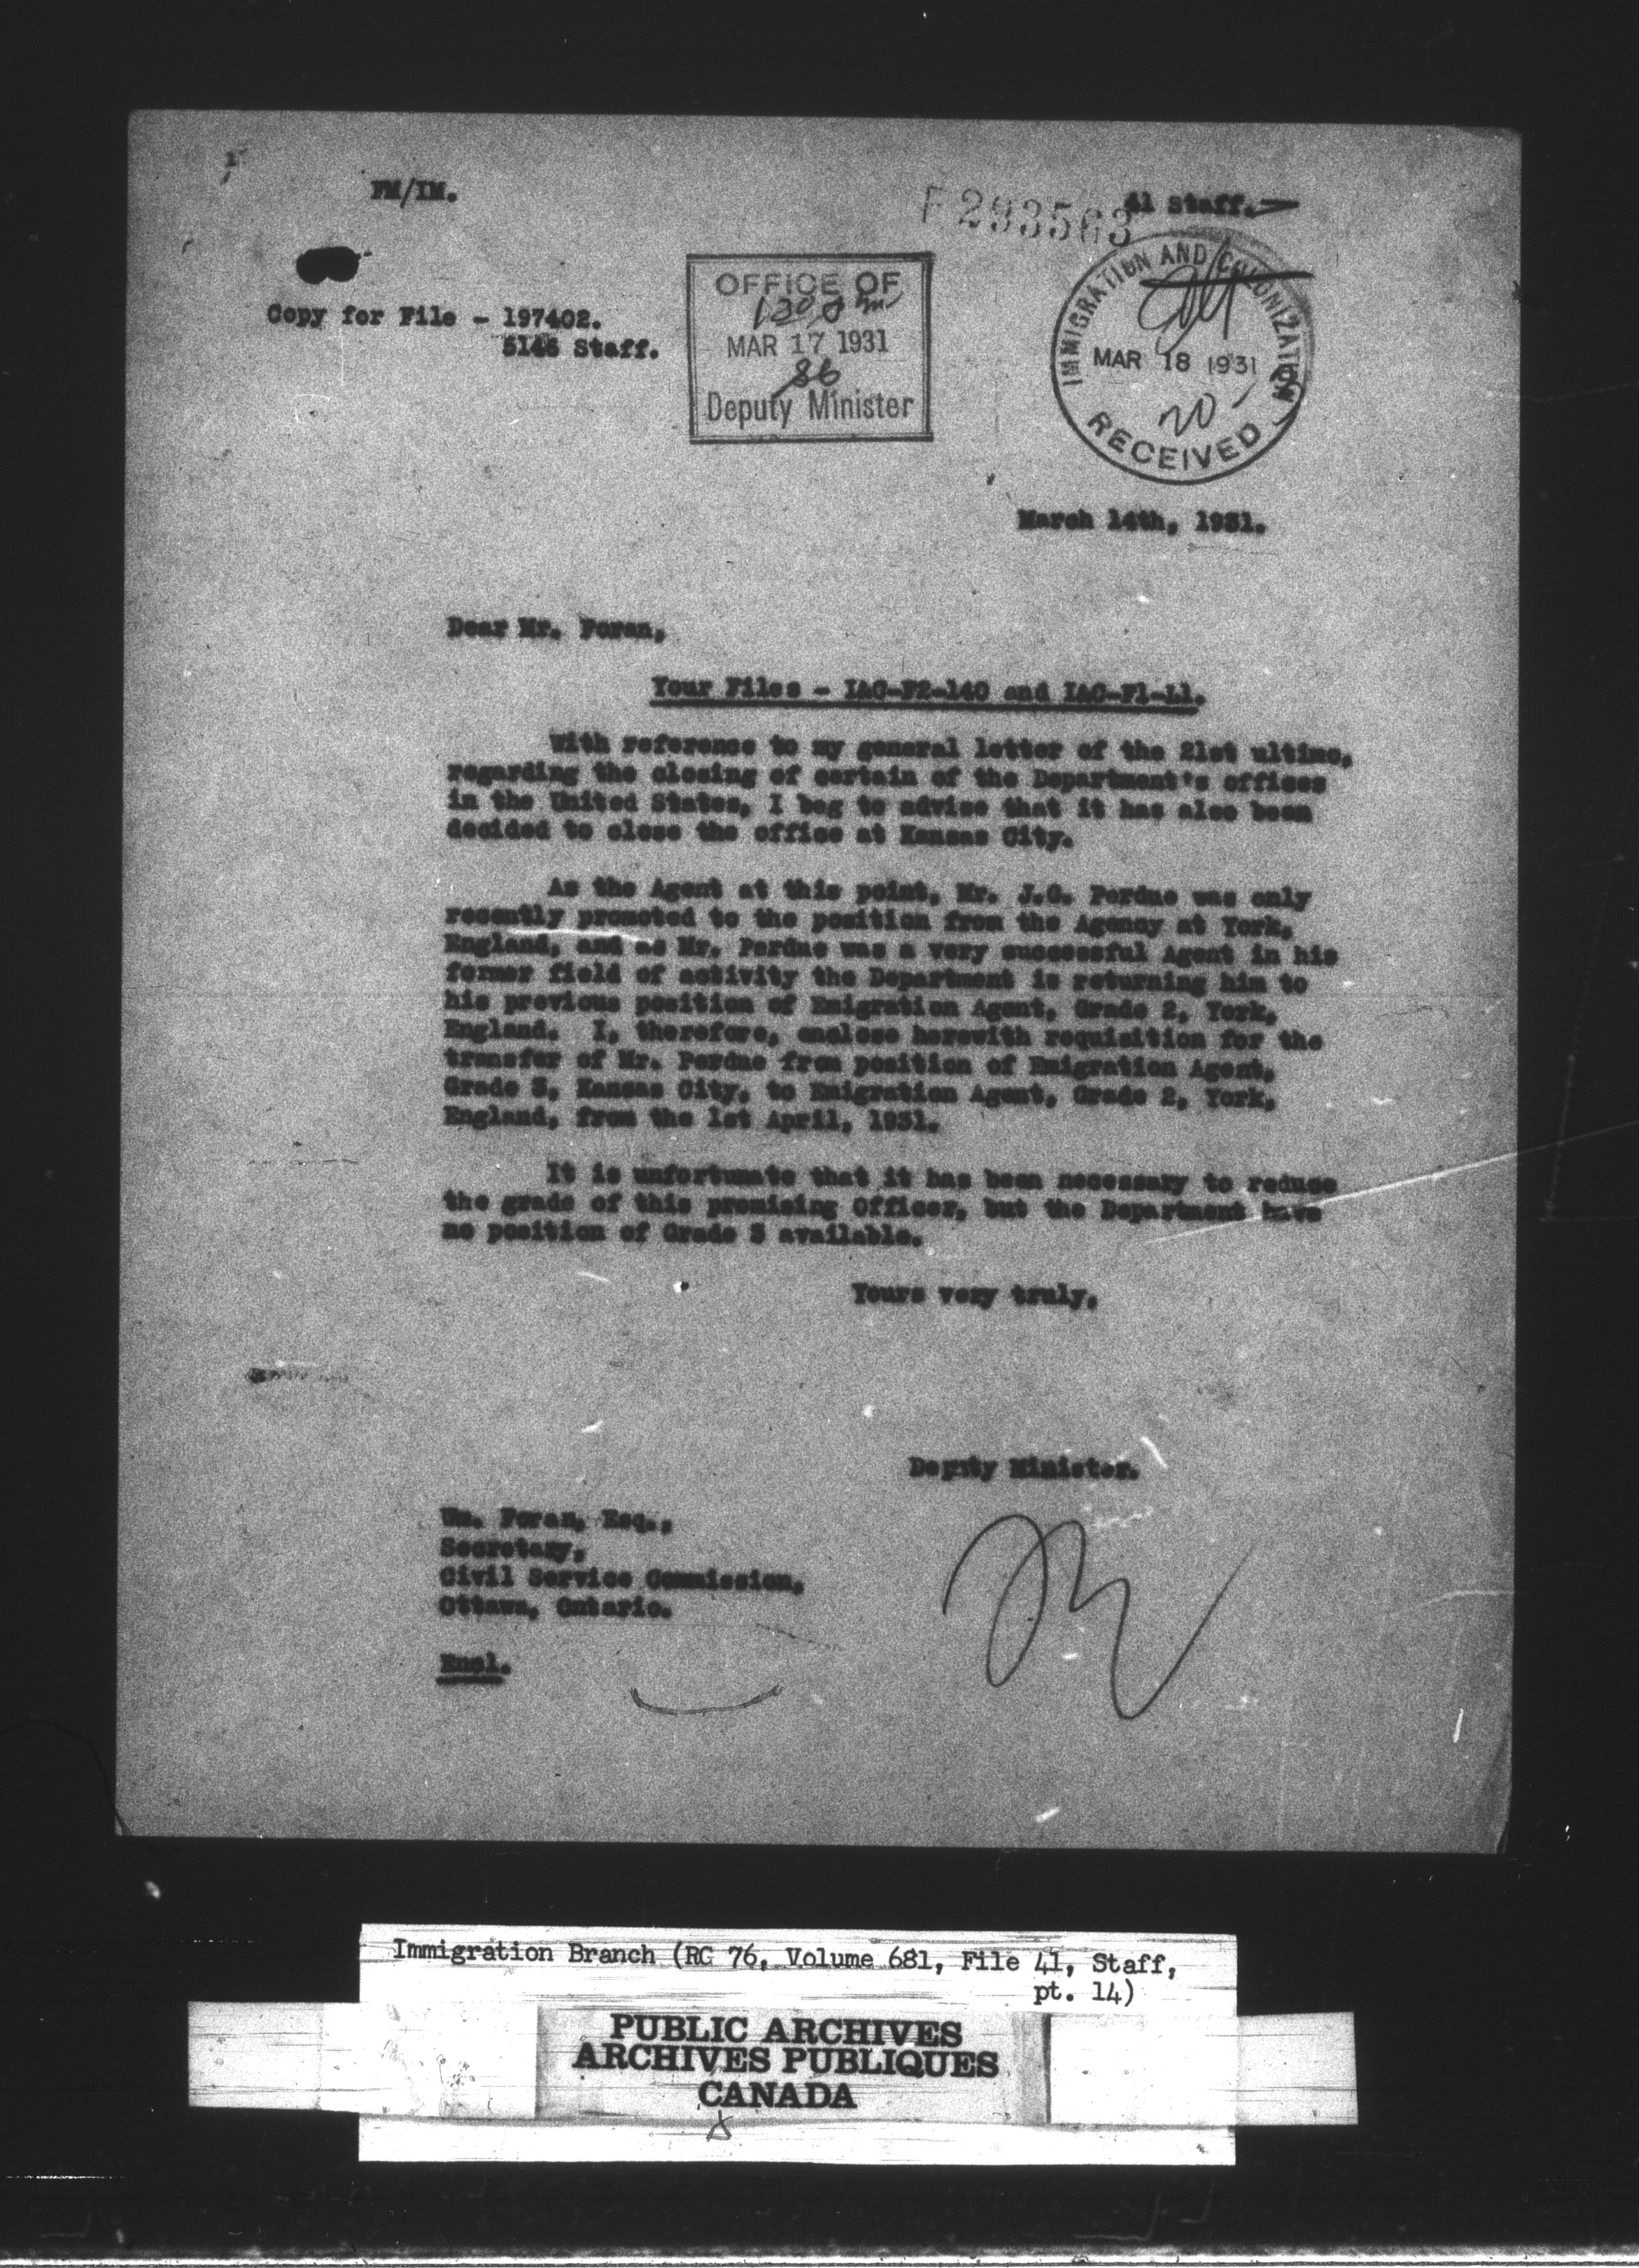 FM/IM.
F293563
41 Staff.
Copy for File - 197402.
5146 Staff.
OFFICE OF
MAR 17 1931
86
Deputy Minister
IMMIGRATION AND COLONIZATION
MAR 18 1931
20
RECEIVED
March 14th, 1931.
Dear Mr. Foran,
Your Files - IAC-F2-140 and IAC-F1-11.
With reference to my general letter of the 21st ultimo,
regarding the closing of certain of the Department's offices
in the United States, I beg to advise that it has also been
decided to close the office at Kansas City.
As the Agent at this point, Mr. J.G. Perdue was only
recently promoted to the position from the Agency at York,
England, and as Mr. Perdue was a very successful Agent in his
former field of activity the Department is returning him to
his previous position of Emigration Agent, Grade 2, York,
England. I, therefore, enclose herewith requisition for the
transfer of Mr. Perdue from position of Emigration Agent,
Grade 3, Kansas City, to Emigration Agent, Grade 2, York,
England, from the 1st April, 1931.
It is unfortunate that it has been necessary to reduce
the grade of this promising Officer, but the Department have
no position of Grade 3 available.
Yours very truly,
Deputy Minister.
Wm. Foran, Esq.,
Secretary,
Civil Service Commission,
Ottawa, Ontario.
Encl.
Immigration Branch (RG 76, Volume 681, File 41, Staff,
pt. 14)
PUBLIC ARCHIVES
ARCHIVES PUBLIQUES
CANADA